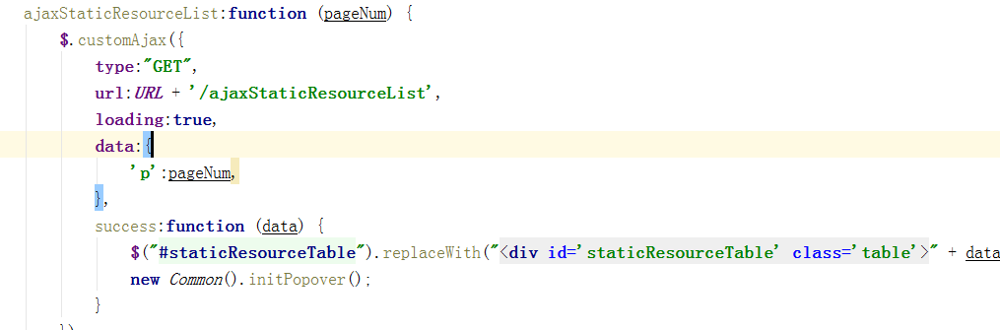 ajaxStaticResourceList:function (pageNum) {
$.customAjax({
type:"GET",
url:URL + '/ajaxStaticResourceList',
loading:true,
data:{
'p':pageNum,
},
success:function (data) {
$("#staticResourceTable").replaceWith("<div id='staticResourceTable' class='table'>" + data
new Common().initPopover();
}
})